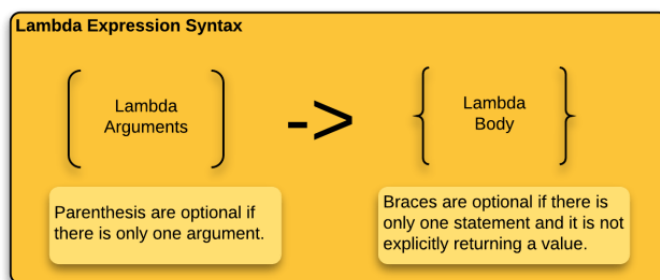 Lambda Expression Syntax
Lambda
Arguments
->
Lambda
Body
Parenthesis are optional if
there is only one argument.
Braces are optional if there is
only one statement and it is not
explicitly returning a value.